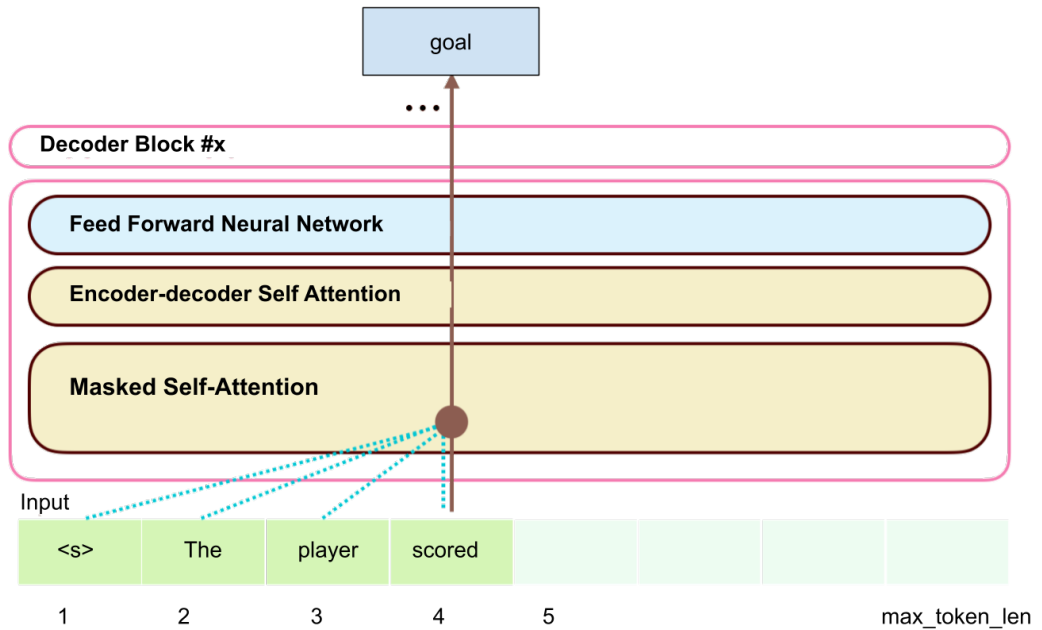 goal
...
Decoder Block #x
Feed Forward Neural Network
Encoder-decoder Self Attention
Masked Self-Attention
Input
<s> The player scored
1 2 3 4 5 max_token_len